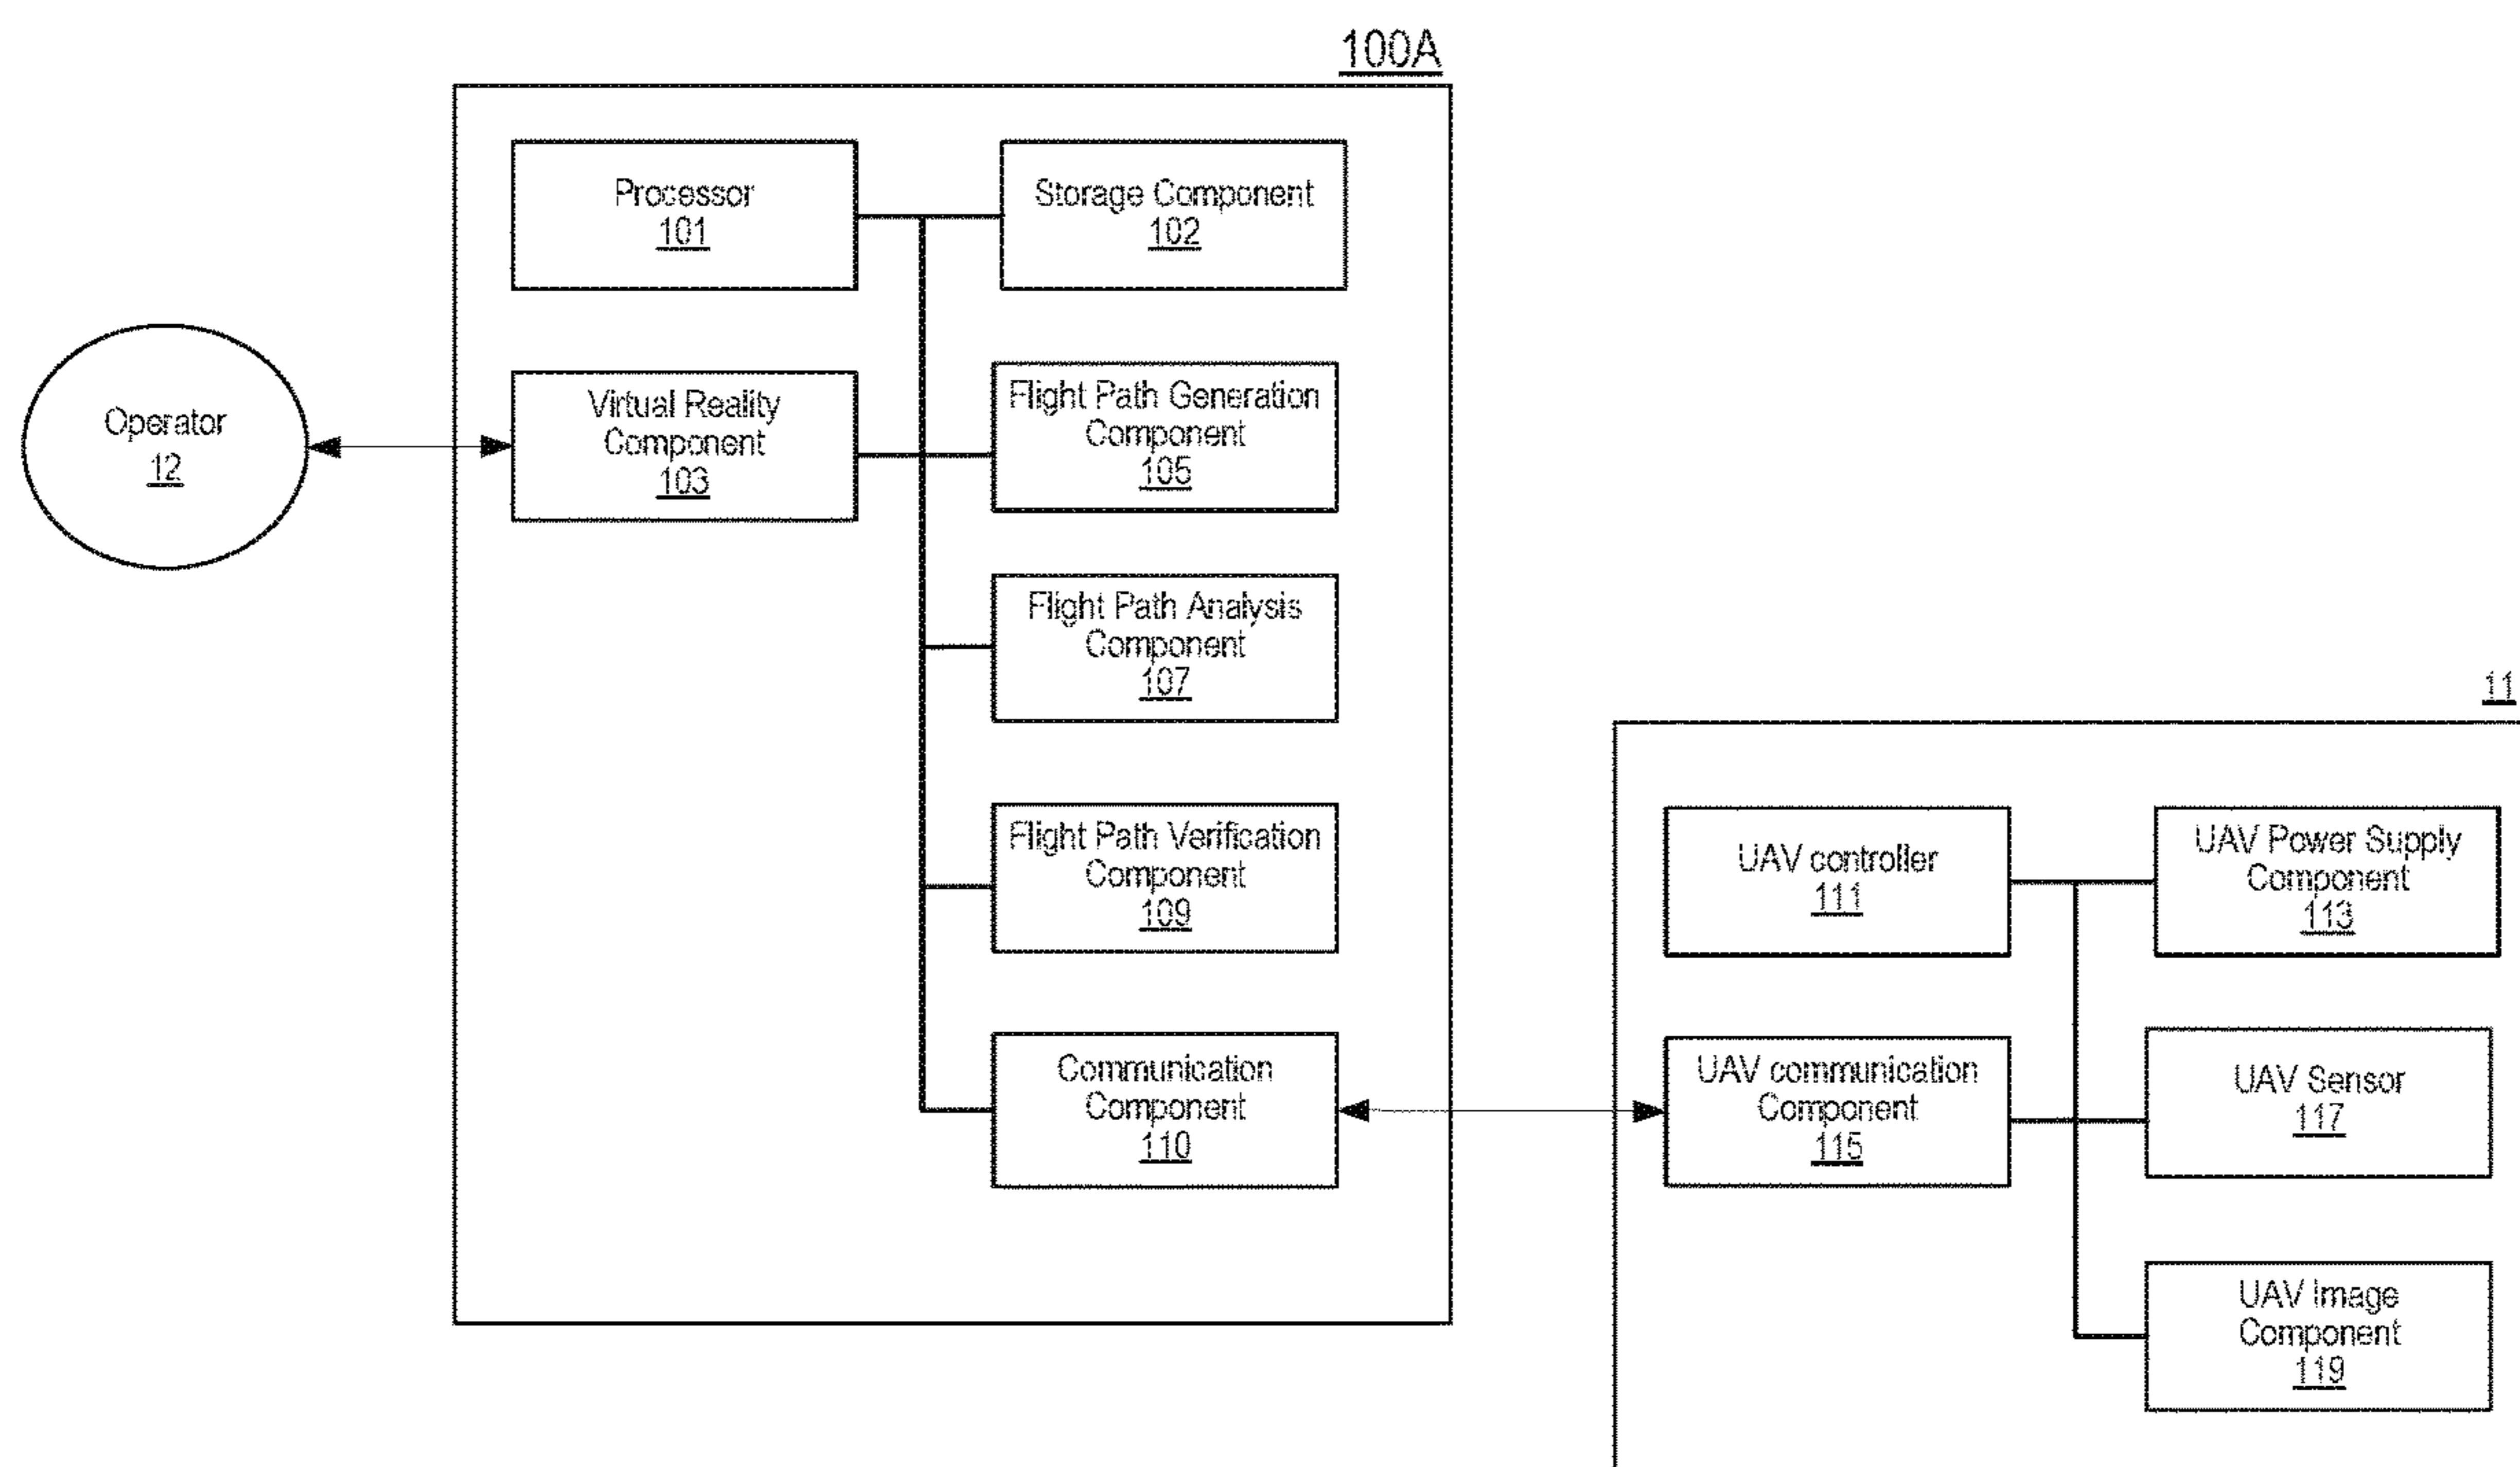 100A
Processor
101
Storage Component
102
Operator
12
Virtual Reality
Component
103
Flight Path Generation
Component
105
Flight Path Analysis
Component
107
Flight Path Verification
Component
109
Communication
Component
110
11
UAV controller
111
UAV Power Supply
Component
113
UAV communication
Component
115
UAV Sensor
117
UAV Image
Component
119